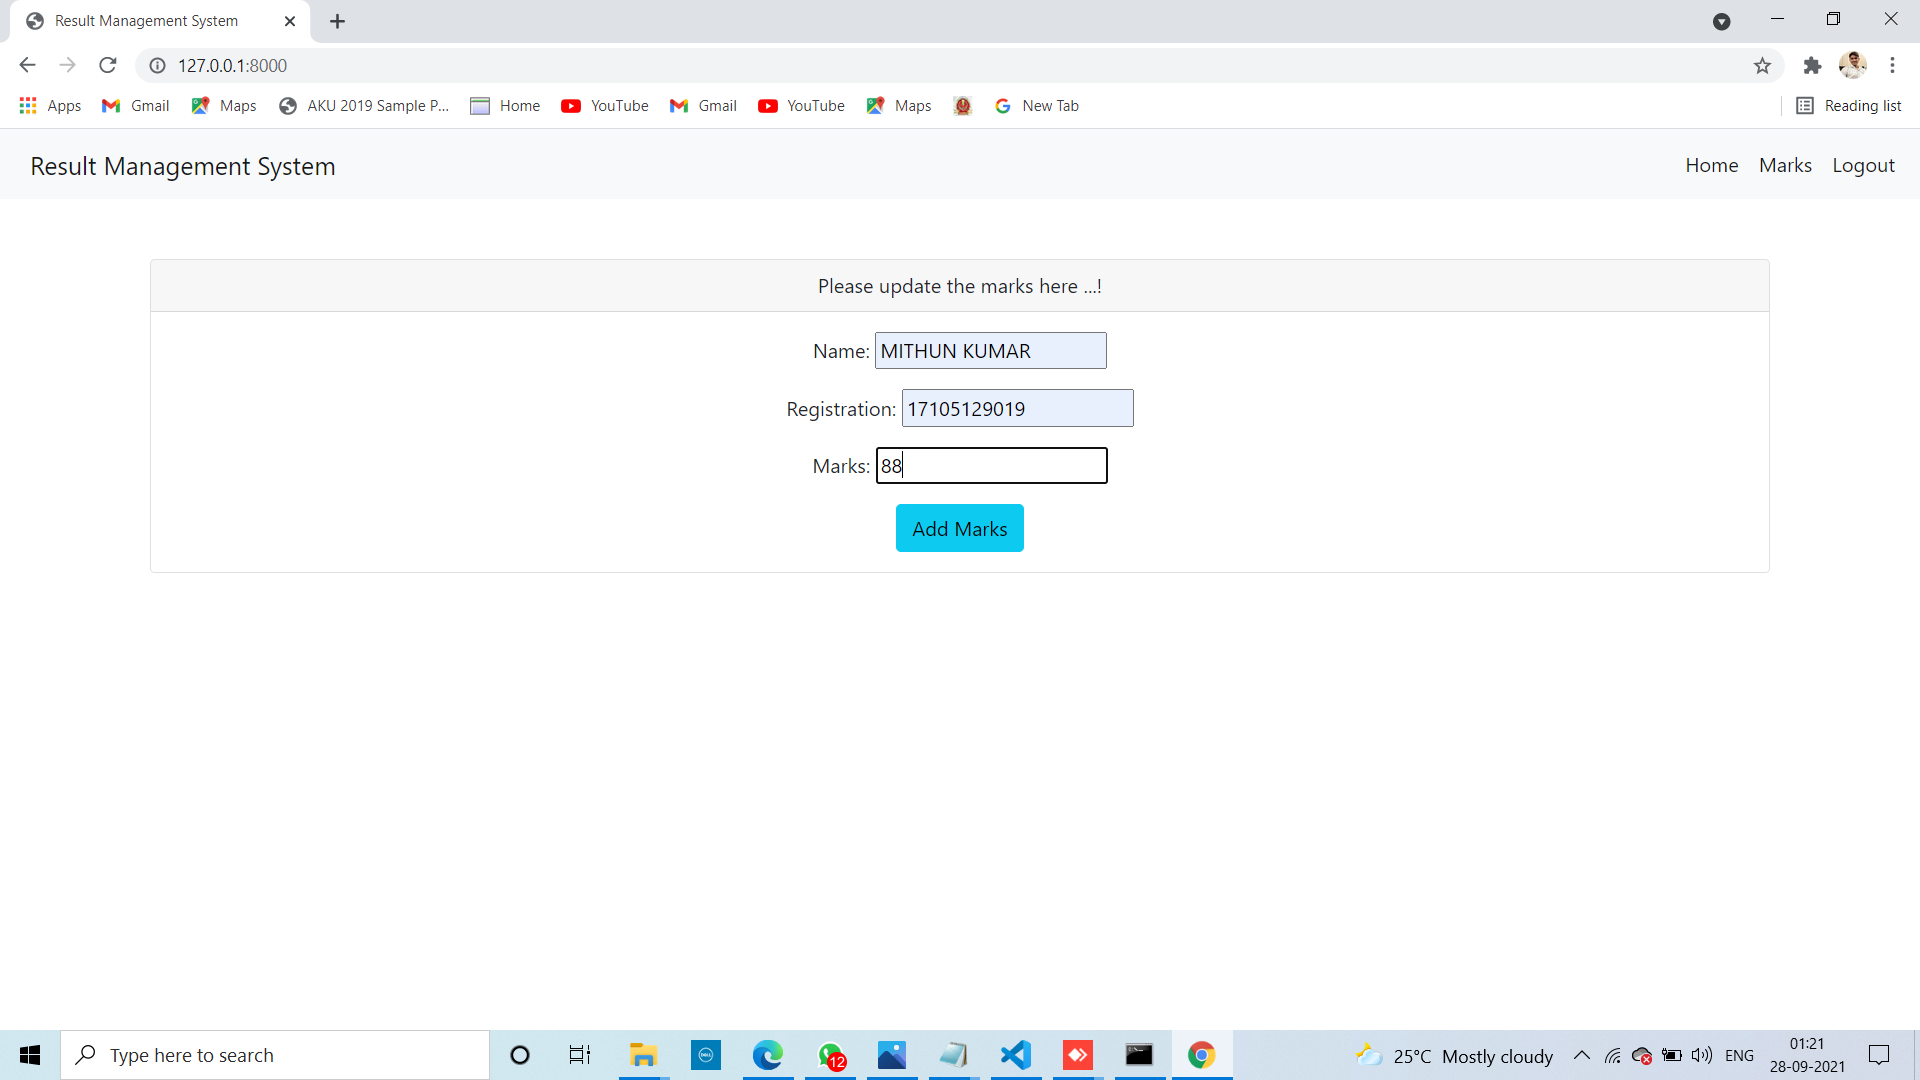 Result Management System
127.0.0.1:8000
Apps Gmail Maps AKU 2019 Sample P... Home YouTube Gmail YouTube Maps New Tab Reading list
Result Management System Home Marks Logout
Please update the marks here ...!
Name: MITHUN KUMAR
Registration: 17105129019
Marks: 88
Add Marks
Type here to search
12
25°C Mostly cloudy ENG
01:21
28-09-2021